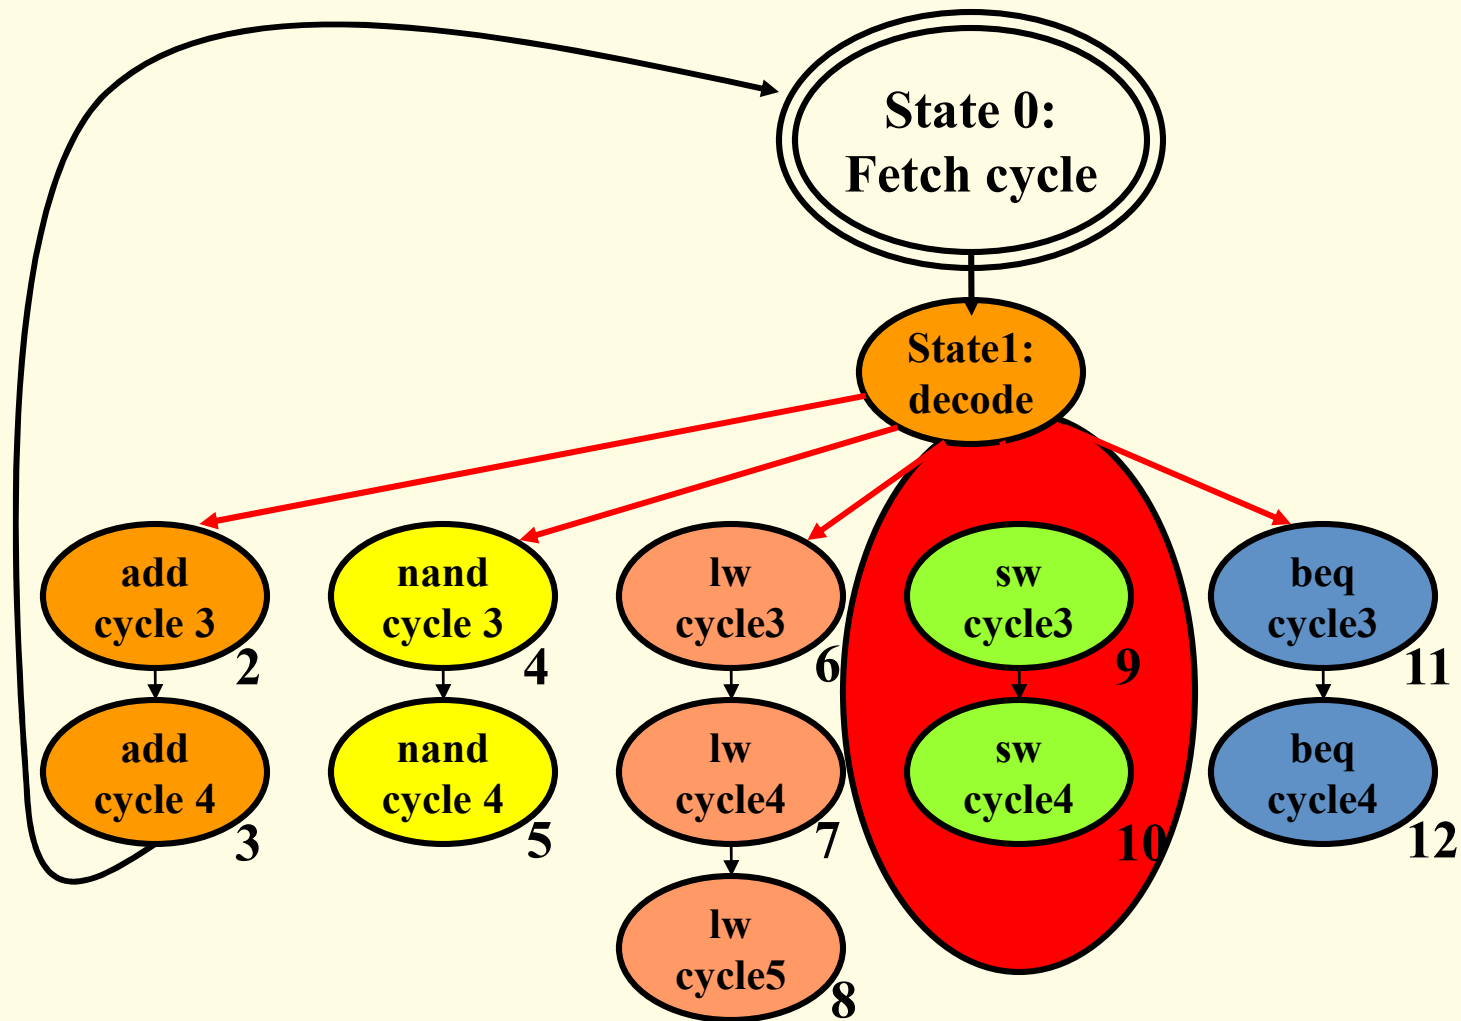 State 0:
Fetch cycle
State1:
decode
add
cycle 3
2
nand
cycle 3
4
lw
cycle3
6
sw
cycle3
9
beq
cycle3
11
add
cycle 4
3
nand
cycle 4
5
lw
cycle4
7
sw
cycle4
10
beq
cycle4
12
lw
cycle5
8